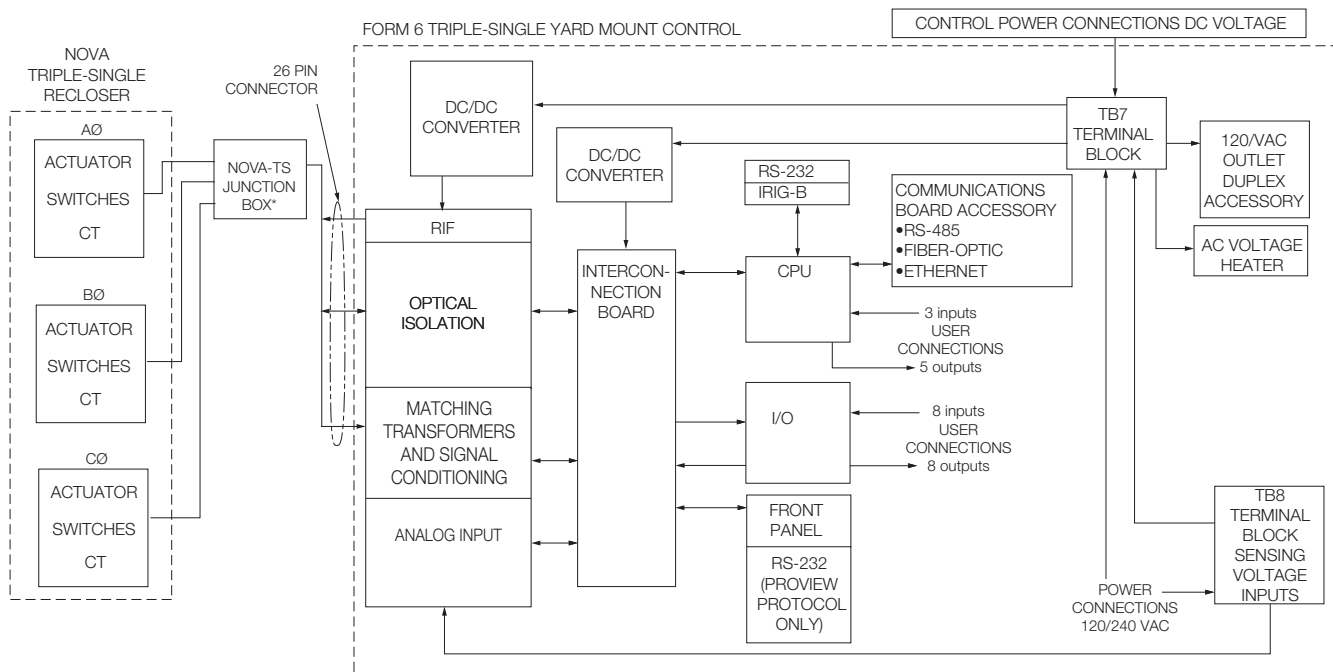 CONTROL POWER CONNECTIONS DC VOLTAGE
FORM 6 TRIPLE-SINGLE YARD MOUNT CONTROL
NOVA
TRIPLE-SINGLE
RECLOSER
26 PIN
CONNECTOR
AØ
ACTUATOR
SWITCHES
CT
BØ
ACTUATOR
SWITCHES
CT
CØ
ACTUATOR
SWITCHES
CT
NOVA-TS
JUNCTION
BOX*
DC/DC
CONVERTER
DC/DC
CONVERTER
RIF
OPTICAL
ISOLATION
MATCHING
TRANSFORMERS
AND SIGNAL
CONDITIONING
ANALOG INPUT
INTERCON-
NECTION
BOARD
RS-232
IRIG-B
CPU
COMMUNICATIONS
BOARD ACCESSORY
•RS-485
•FIBER-OPTIC
•ETHERNET
3 inputs
USER
CONNECTIONS
5 outputs
I/O
8 inputs
USER
CONNECTIONS
8 outputs
FRONT
PANEL
RS-232
(PROVIEW
PROTOCOL
ONLY)
TB7
TERMINAL
BLOCK
120/VAC
OUTLET
DUPLEX
ACCESSORY
AC VOLTAGE
HEATER
TB8
TERMINAL
BLOCK
SENSING
VOLTAGE
INPUTS
POWER
CONNECTIONS
120/240 VAC